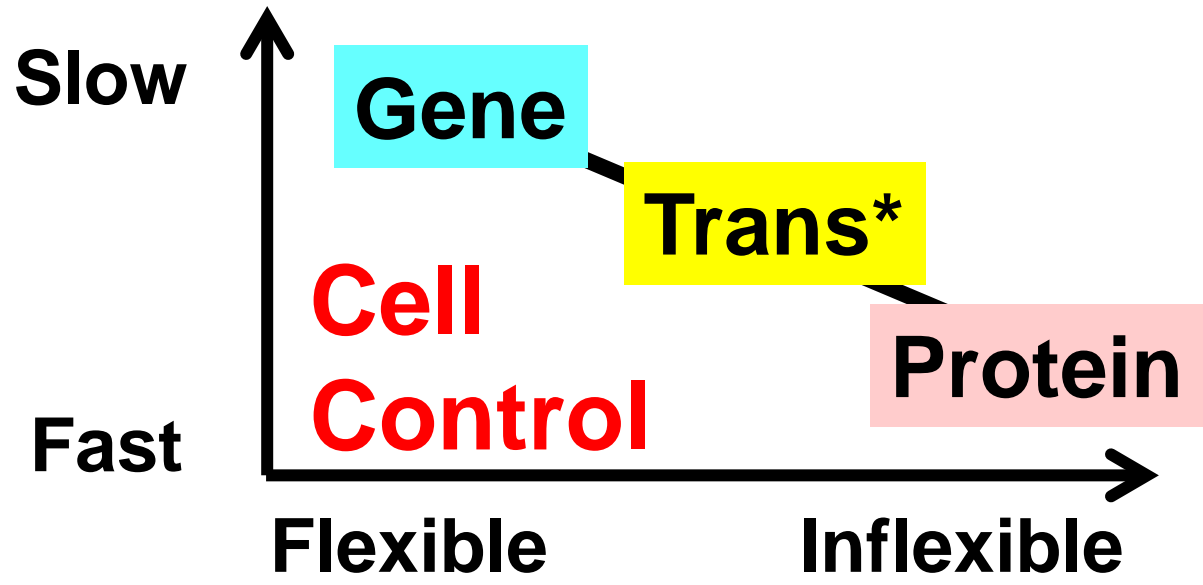 Slow
Gene
Trans*
Cell
Control
Protein
Fast
Flexible
Inflexible